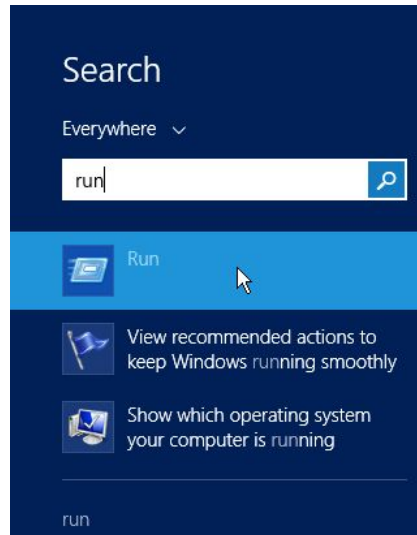 Search
Everywhere
run
Run
View recommended actions to
keep Windows running smoothly
Show which operating system
your computer is running
run